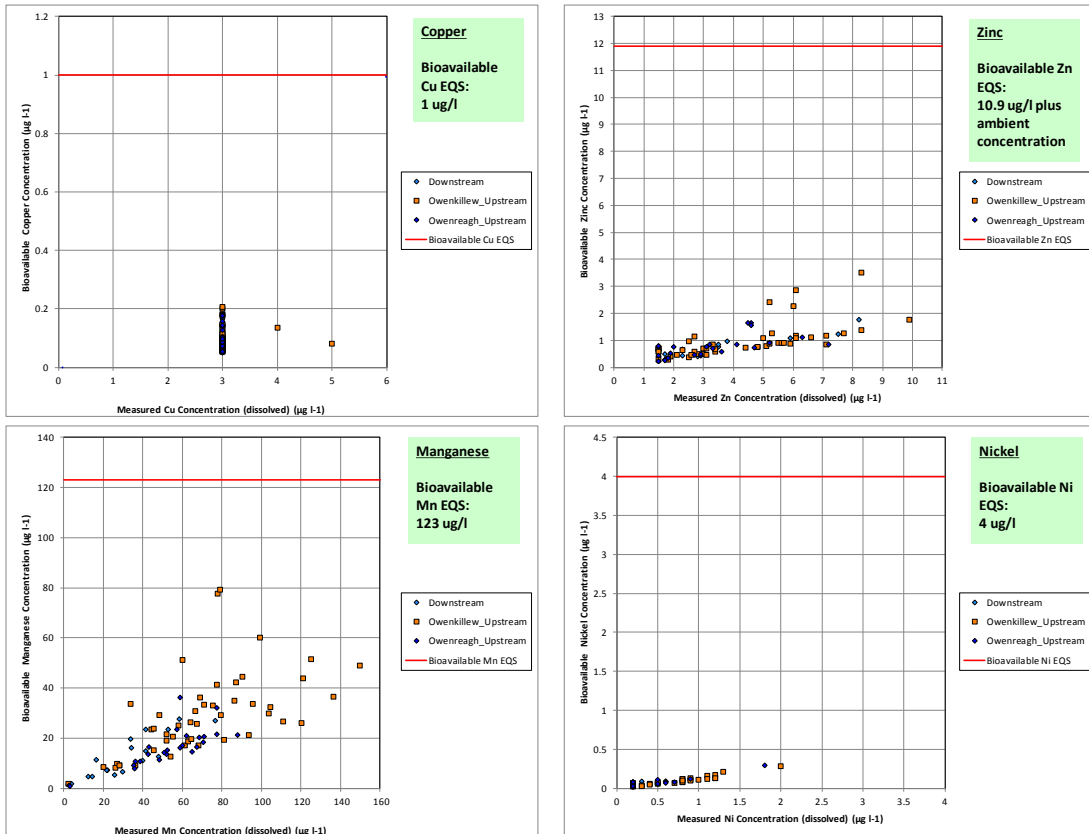 1.2
1
0.8
0.6
0.4
0.2
0
0
1
2
3
4
5
6
Bioavailable Copper Concentration (µg l-1)
Measured Cu Concentration (dissolved) (µg l-1)
Copper
Bioavailable
Cu EQS:
1 ug/l
Downstream
Owenkillew_Upstream
Owenreagh_Upstream
Bioavailable Cu EQS
13
12
11
10
9
8
7
6
5
4
3
2
1
0
0
1
2
3
4
5
6
7
8
9
10
11
Bioavailable Zinc Concentration (µg l-1)
Measured Zn Concentration (dissolved) (µg l-1)
Zinc
Bioavailable Zn
EQS:
10.9 ug/l plus
ambient
concentration
Downstream
Owenkillew_Upstream
Owenreagh_Upstream
Bioavailable Zn EQS
140
120
100
80
60
40
20
0
0
20
40
60
80
100
120
140
160
Bioavailable Manganese Concentration (µg l-1)
Measured Mn Concentration (dissolved) (µg l-1)
Manganese
Bioavailable
Mn EQS:
123 ug/l
Downstream
Owenkillew_Upstream
Owenreagh_Upstream
Bioavailable Mn EQS
4.5
4
3.5
3
2.5
2
1.5
1
0.5
0
0
0.5
1
1.5
2
2.5
3
3.5
4
Bioavailable Nickel Concentration (µg l-1)
Measured Ni Concentration (dissolved) (µg l-1)
Nickel
Bioavailable Ni
EQS:
4 ug/l
Downstream
Owenkillew_Upstream
Owenreagh_Upstream
Bioavailable Ni EQS